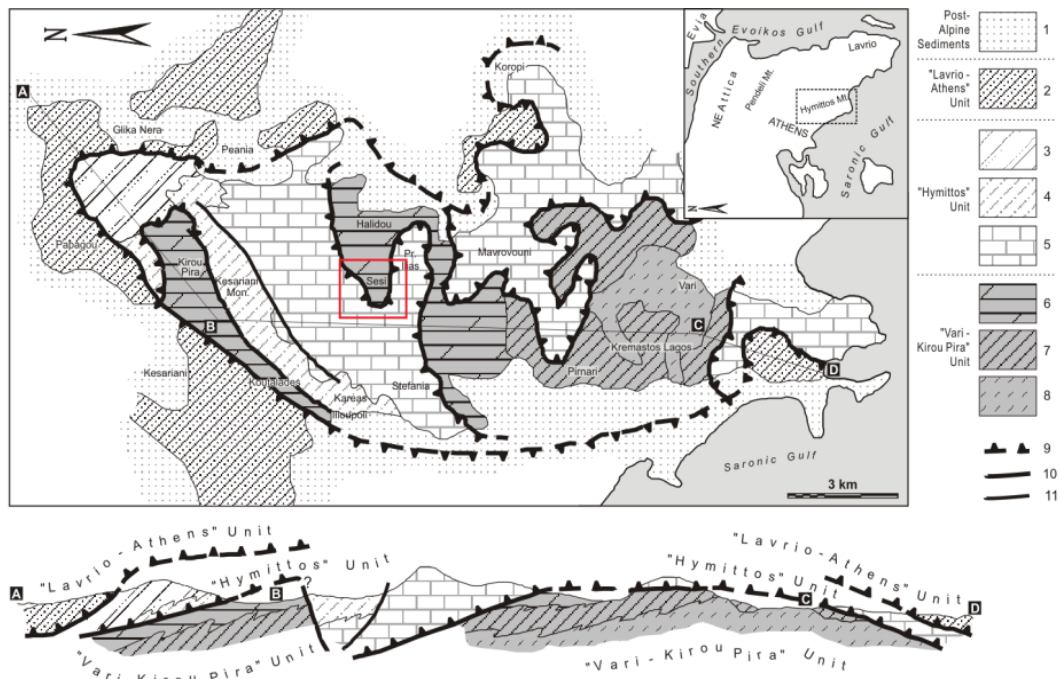 N
A
Glika Nera
Peania
Koropi
Papagou
Kirou
Pira
Kesariani
Mon.
Halidou
Sesi
Pr.
Ilias
Mavrovouni
Vari
B
C
D
Kremastos Lagos
Pirnari
Kesariani
Koutalades
Kareas
Ilioupoli
Stefania
Saronic Gulf
3 km
Southern Evoikos Gulf
Evia
Lavrio
NE Attica
Pendeli Mt.
Hymittos Mt.
ATHENS
Saronic Gulf
N
Post-
Alpine
Sediments
1
"Lavrio -
Athens"
Unit
2
3
"Hymittos"
Unit
4
5
6
"Vari -
Kirou Pira"
Unit
7
8
9
10
11
"Lavrio - Athens" Unit
"Hymittos" Unit
A
B
?
"Vari - Kirou Pira" Unit
"Lavrio - Athens" Unit
"Hymittos" Unit
C
D
"Vari - Kirou Pira" Unit